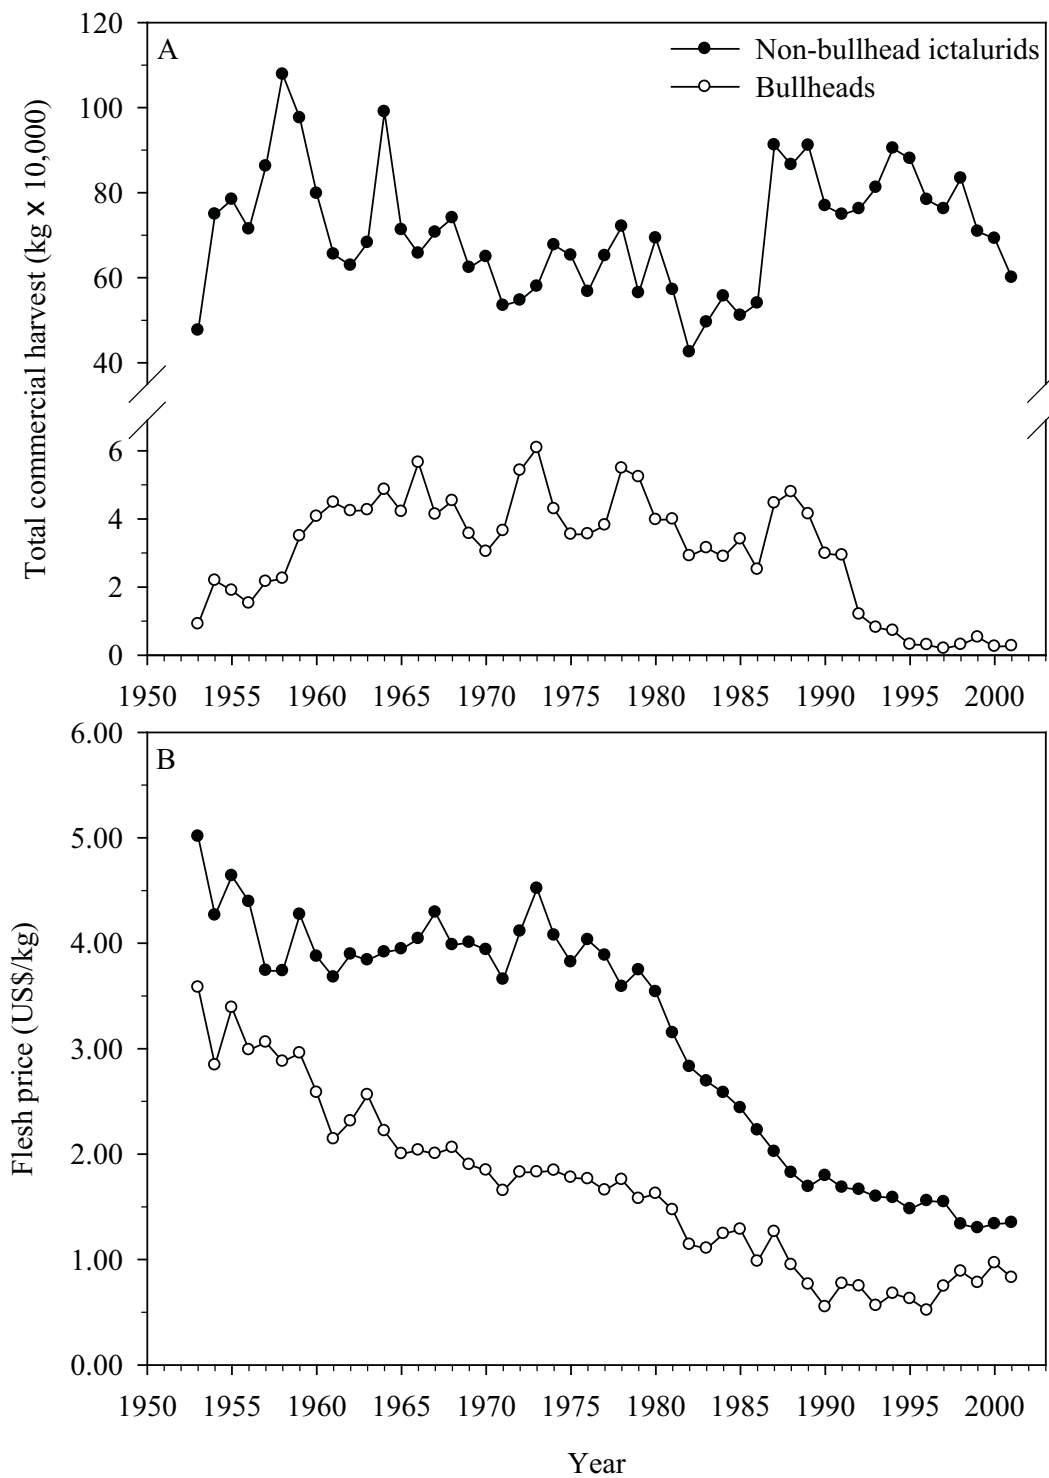 A
Non-bullhead ictalurids
Bullheads
Total commercial harvest (kg x 10,000)
120
100
80
60
40
6
4
2
0
1950 1955 1960 1965 1970 1975 1980 1985 1990 1995 2000
B
Flesh price (US$/kg)
6.00
5.00
4.00
3.00
2.00
1.00
0.00
1950 1955 1960 1965 1970 1975 1980 1985 1990 1995 2000
Year